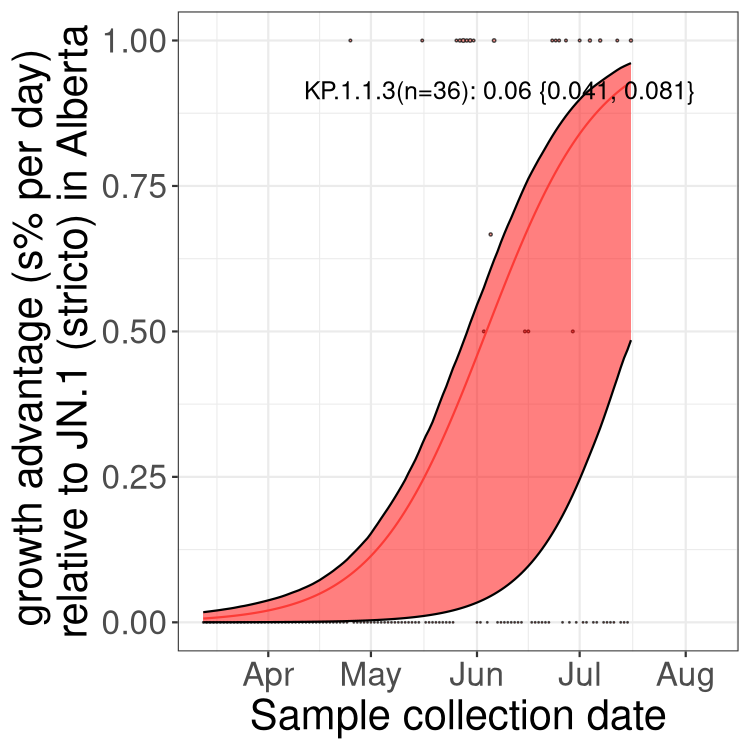 growth advantage (s% per day)
relative to JN.1 (stricto) in Alberta
1.00
0.75
0.50
0.25
0.00
KP.1.1.3(n=36): 0.06 {0.041, 0.081}
Apr May Jun Jul Aug
Sample collection date